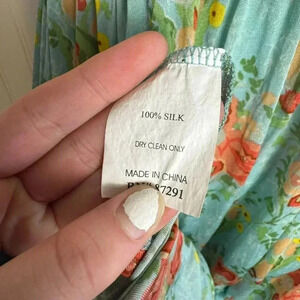 100% SILK
DRY CLEAN ONLY
MADE IN CHINA
87291